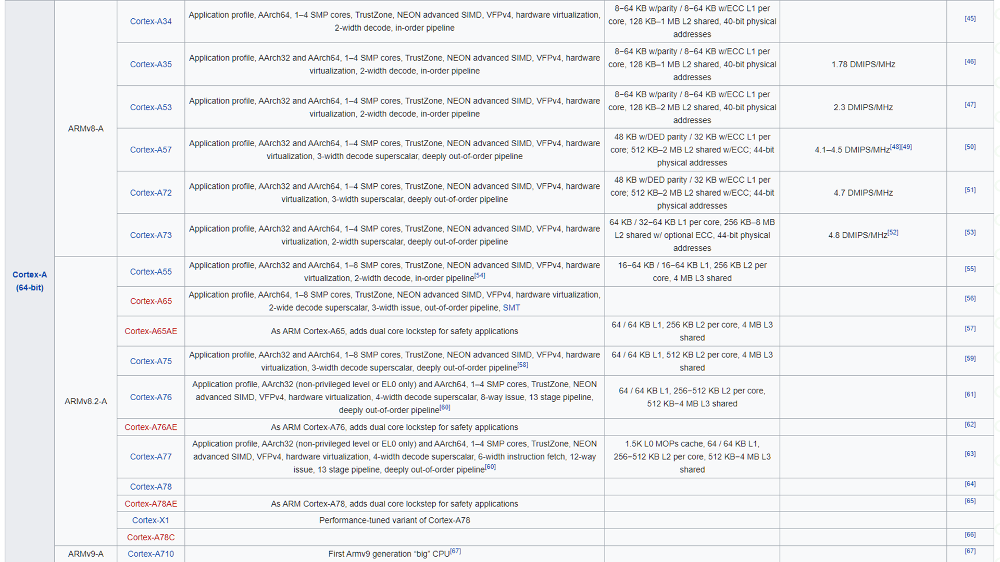 Cortex-A
(64-bit)
ARMv8-A
Cortex-A34
Application profile, AArch64, 1–4 SMP cores, TrustZone, NEON advanced SIMD, VFPv4, hardware virtualization,
2-width decode, in-order pipeline
8–64 KB w/parity / 8–64 KB w/ECC L1 per
core, 128 KB–1 MB L2 shared, 40-bit physical
addresses
[45]
Cortex-A35
Application profile, AArch32 and AArch64, 1–4 SMP cores, TrustZone, NEON advanced SIMD, VFPv4, hardware
virtualization, 2-width decode, in-order pipeline
8–64 KB w/parity / 8–64 KB w/ECC L1 per
core, 128 KB–1 MB L2 shared, 40-bit physical
addresses
1.78 DMIPS/MHz
[46]
Cortex-A53
Application profile, AArch32 and AArch64, 1–4 SMP cores, TrustZone, NEON advanced SIMD, VFPv4, hardware
virtualization, 2-width decode, in-order pipeline
8–64 KB w/parity / 8–64 KB w/ECC L1 per
core, 128 KB–2 MB L2 shared, 40-bit physical
addresses
2.3 DMIPS/MHz
[47]
Cortex-A57
Application profile, AArch32 and AArch64, 1–4 SMP cores, TrustZone, NEON advanced SIMD, VFPv4, hardware
virtualization, 3-width decode superscalar, deeply out-of-order pipeline
48 KB w/DED parity / 32 KB w/ECC L1 per
core; 512 KB–2 MB L2 shared w/ECC; 44-bit
physical addresses
4.1–4.5 DMIPS/MHz[48][49]
[50]
Cortex-A72
Application profile, AArch32 and AArch64, 1–4 SMP cores, TrustZone, NEON advanced SIMD, VFPv4, hardware
virtualization, 3-width superscalar, deeply out-of-order pipeline
48 KB w/DED parity / 32 KB w/ECC L1 per
core; 512 KB–2 MB L2 shared w/ECC; 44-bit
physical addresses
4.7 DMIPS/MHz
[51]
Cortex-A73
Application profile, AArch32 and AArch64, 1–4 SMP cores, TrustZone, NEON advanced SIMD, VFPv4, hardware
virtualization, 2-width superscalar, deeply out-of-order pipeline
64 KB / 32–64 KB L1 per core, 256 KB–8 MB
L2 shared w/ optional ECC, 44-bit physical
addresses
4.8 DMIPS/MHz[52]
[53]
ARMv8.2-A
Cortex-A55
Application profile, AArch32 and AArch64, 1–8 SMP cores, TrustZone, NEON advanced SIMD, VFPv4, hardware
virtualization, 2-width decode, in-order pipeline[54]
16–64 KB / 16–64 KB L1, 256 KB L2 per
core, 4 MB L3 shared
[55]
Cortex-A65
Application profile, AArch64, 1–8 SMP cores, TrustZone, NEON advanced SIMD, VFPv4, hardware virtualization,
2-wide decode superscalar, 3-width issue, out-of-order pipeline, SMT
[56]
Cortex-A65AE
As ARM Cortex-A65, adds dual core lockstep for safety applications
64 / 64 KB L1, 256 KB L2 per core, 4 MB L3
shared
[57]
Cortex-A75
Application profile, AArch32 and AArch64, 1–8 SMP cores, TrustZone, NEON advanced SIMD, VFPv4, hardware
virtualization, 3-width decode superscalar, deeply out-of-order pipeline[58]
64 / 64 KB L1, 512 KB L2 per core, 4 MB L3
shared
[59]
Cortex-A76
Application profile, AArch32 (non-privileged level or EL0 only) and AArch64, 1–4 SMP cores, TrustZone, NEON
advanced SIMD, VFPv4, hardware virtualization, 4-width decode superscalar, 8-way issue, 13 stage pipeline,
deeply out-of-order pipeline[60]
64 / 64 KB L1, 256–512 KB L2 per core,
512 KB–4 MB L3 shared
[61]
Cortex-A76AE
As ARM Cortex-A76, adds dual core lockstep for safety applications
[62]
Cortex-A77
Application profile, AArch32 (non-privileged level or EL0 only) and AArch64, 1–4 SMP cores, TrustZone, NEON
advanced SIMD, VFPv4, hardware virtualization, 4-width decode superscalar, 6-width instruction fetch, 12-way
issue, 13 stage pipeline, deeply out-of-order pipeline[60]
1.5K L0 MOPs cache, 64 / 64 KB L1,
256–512 KB L2 per core, 512 KB–4 MB L3
shared
[63]
Cortex-A78
[64]
Cortex-A78AE
As ARM Cortex-A78, adds dual core lockstep for safety applications
[65]
Cortex-X1
Performance-tuned variant of Cortex-A78
Cortex-A78C
[66]
ARMv9-A
Cortex-A710
First Armv9 generation “big” CPU[67]
[67]